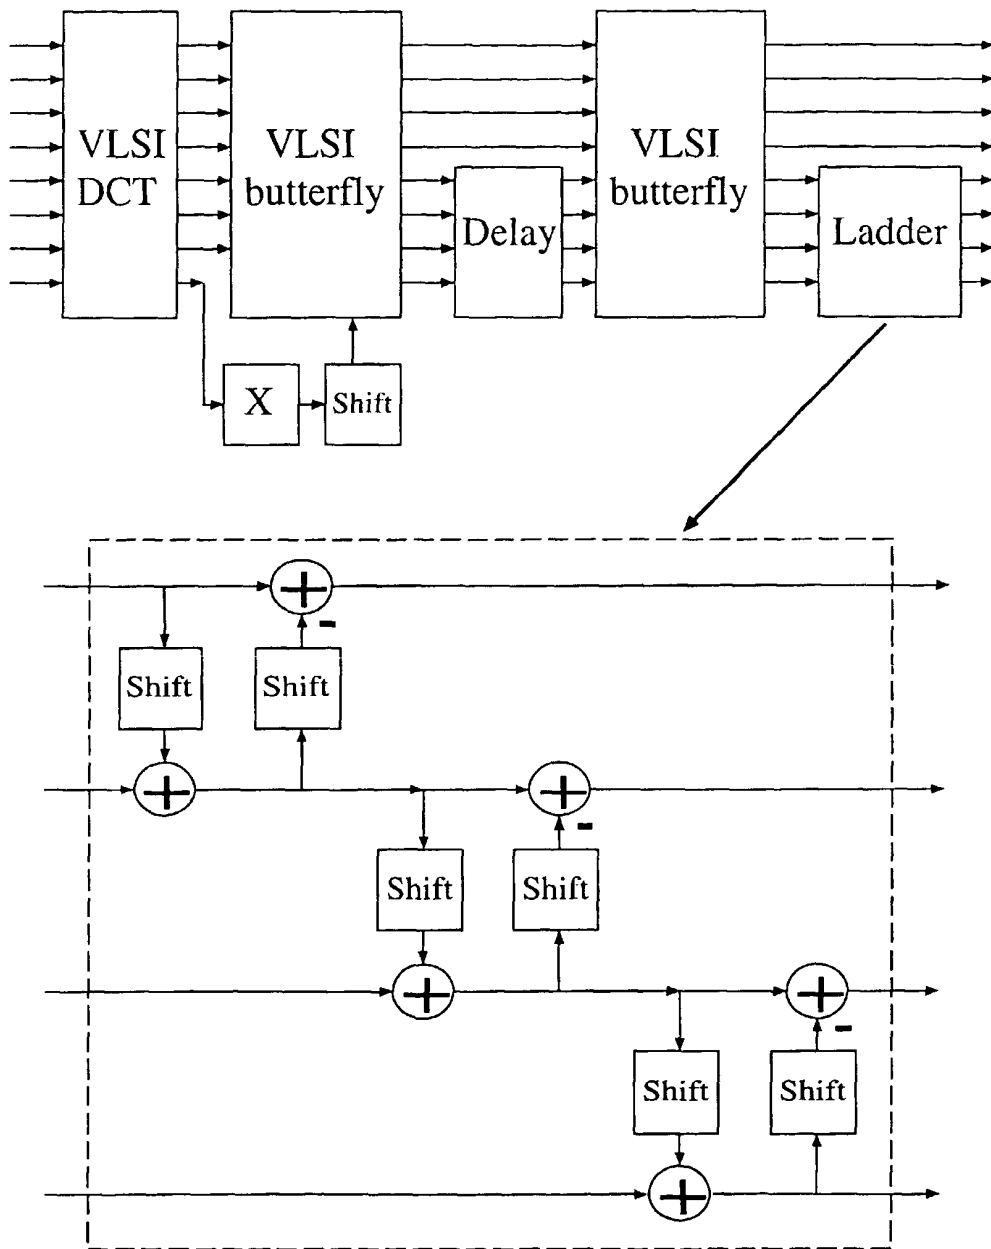 VLSI
DCT
VLSI
butterfly
Delay
VLSI
butterfly
Ladder
X
Shift
+
-
Shift
Shift
+
+
-
Shift
Shift
+
+
-
Shift
Shift
+